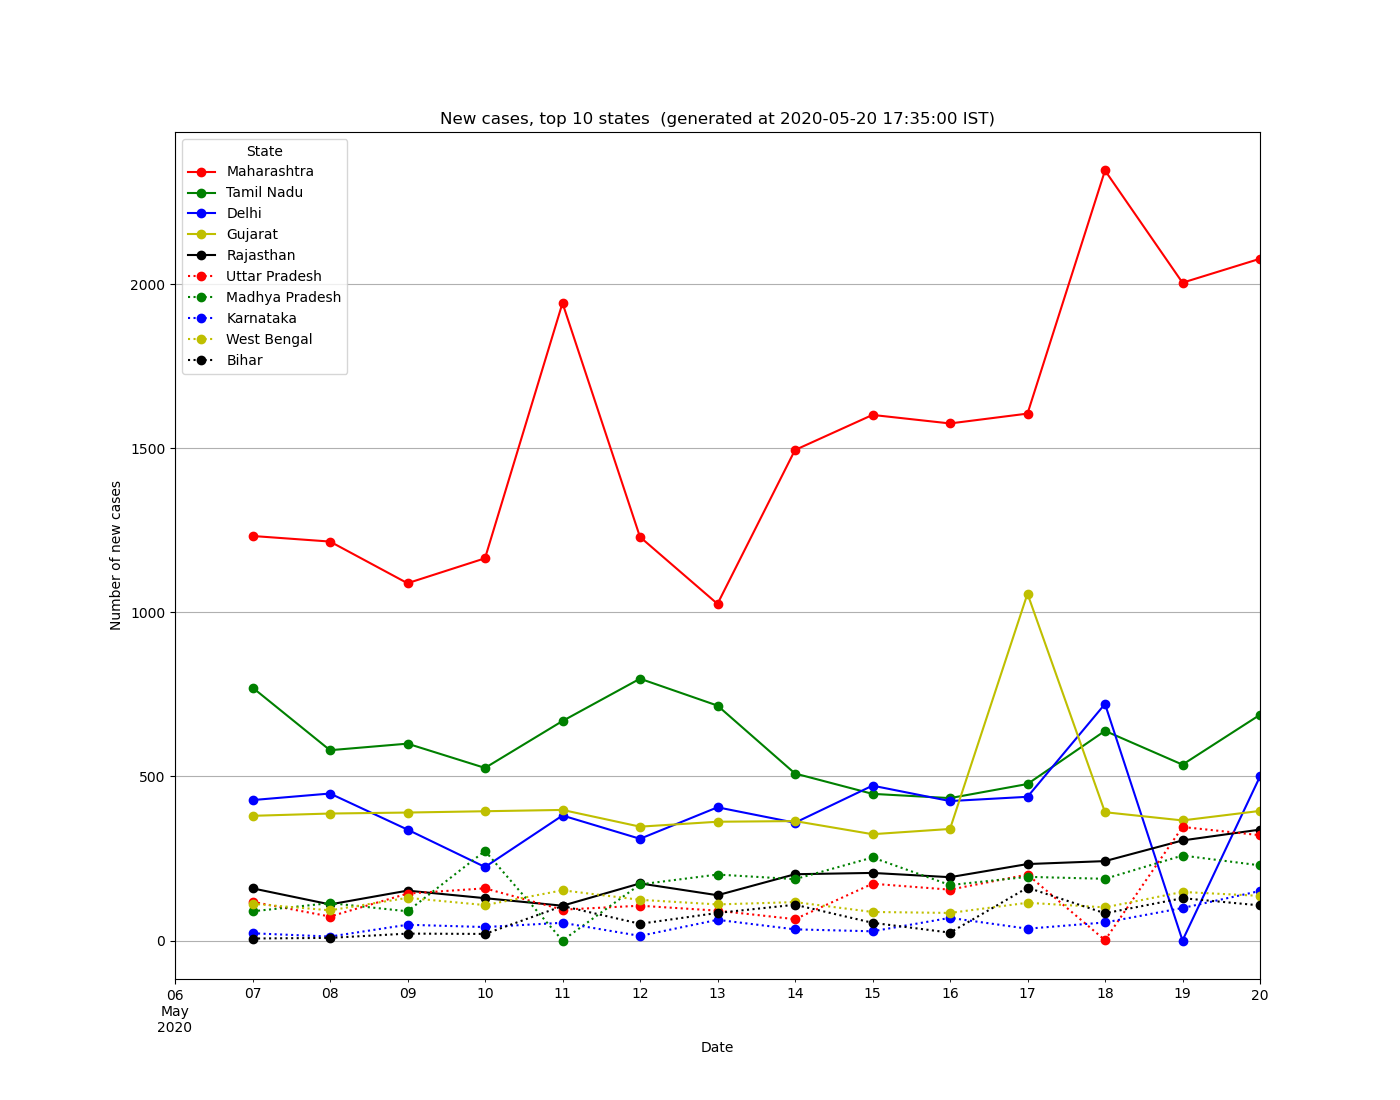 New cases, top 10 states  (generated at 2020-05-20 17:35:00 IST)
State
Maharashtra
Tamil Nadu
Delhi
Gujarat
Rajasthan
Uttar Pradesh
Madhya Pradesh
Karnataka
West Bengal
Bihar
2000
1500
1000
500
0
Number of new cases
06 07 08 09 10 11 12 13 14 15 16 17 18 19 20
May
2020
Date